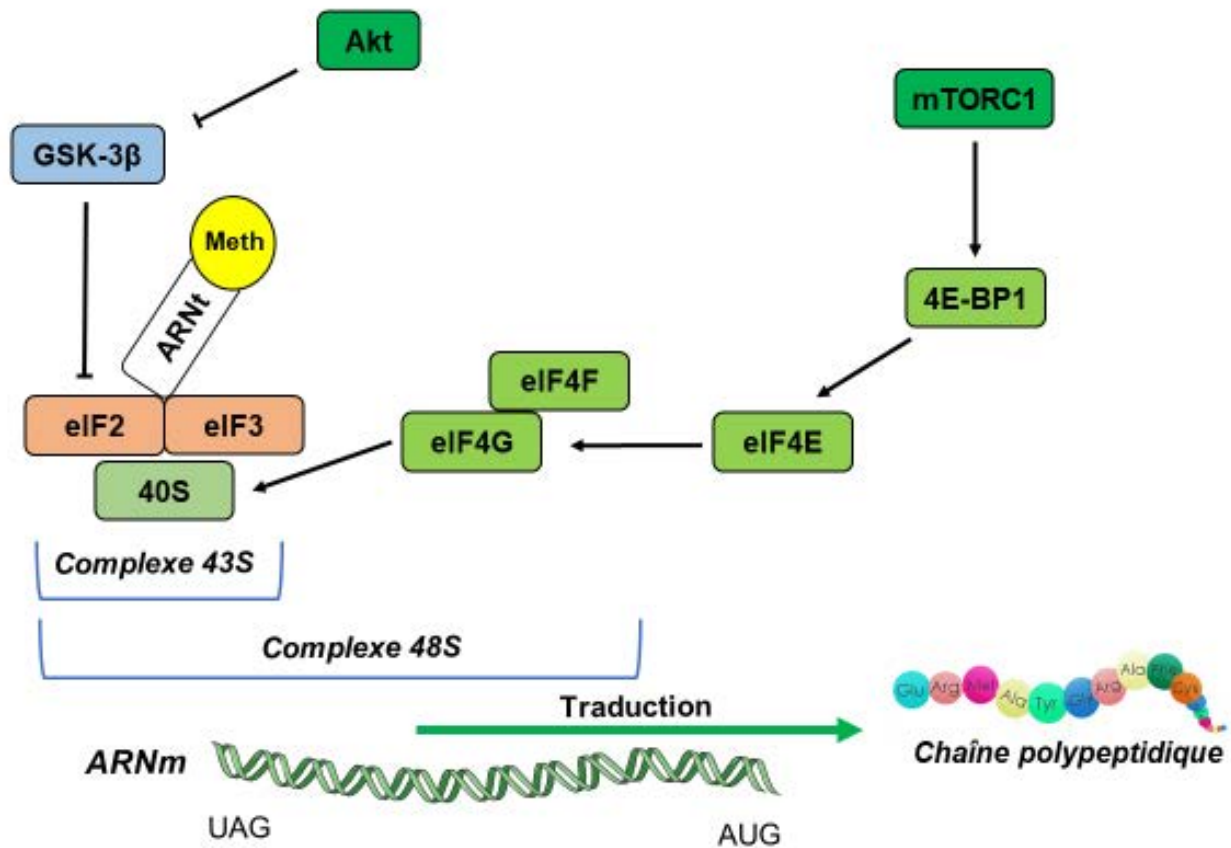 Akt
mTORC1
GSK-3β
Meth
ARNt
4E-BP1
eIF4F
eIF2
eIF3
eIF4G
eIF4E
40S
Complexe 43S
Complexe 48S
Traduction
Glu Arg Met Ala Tyr Arg Ala Phe Cys
ARNm
Chaîne polypeptidique
UAG
AUG